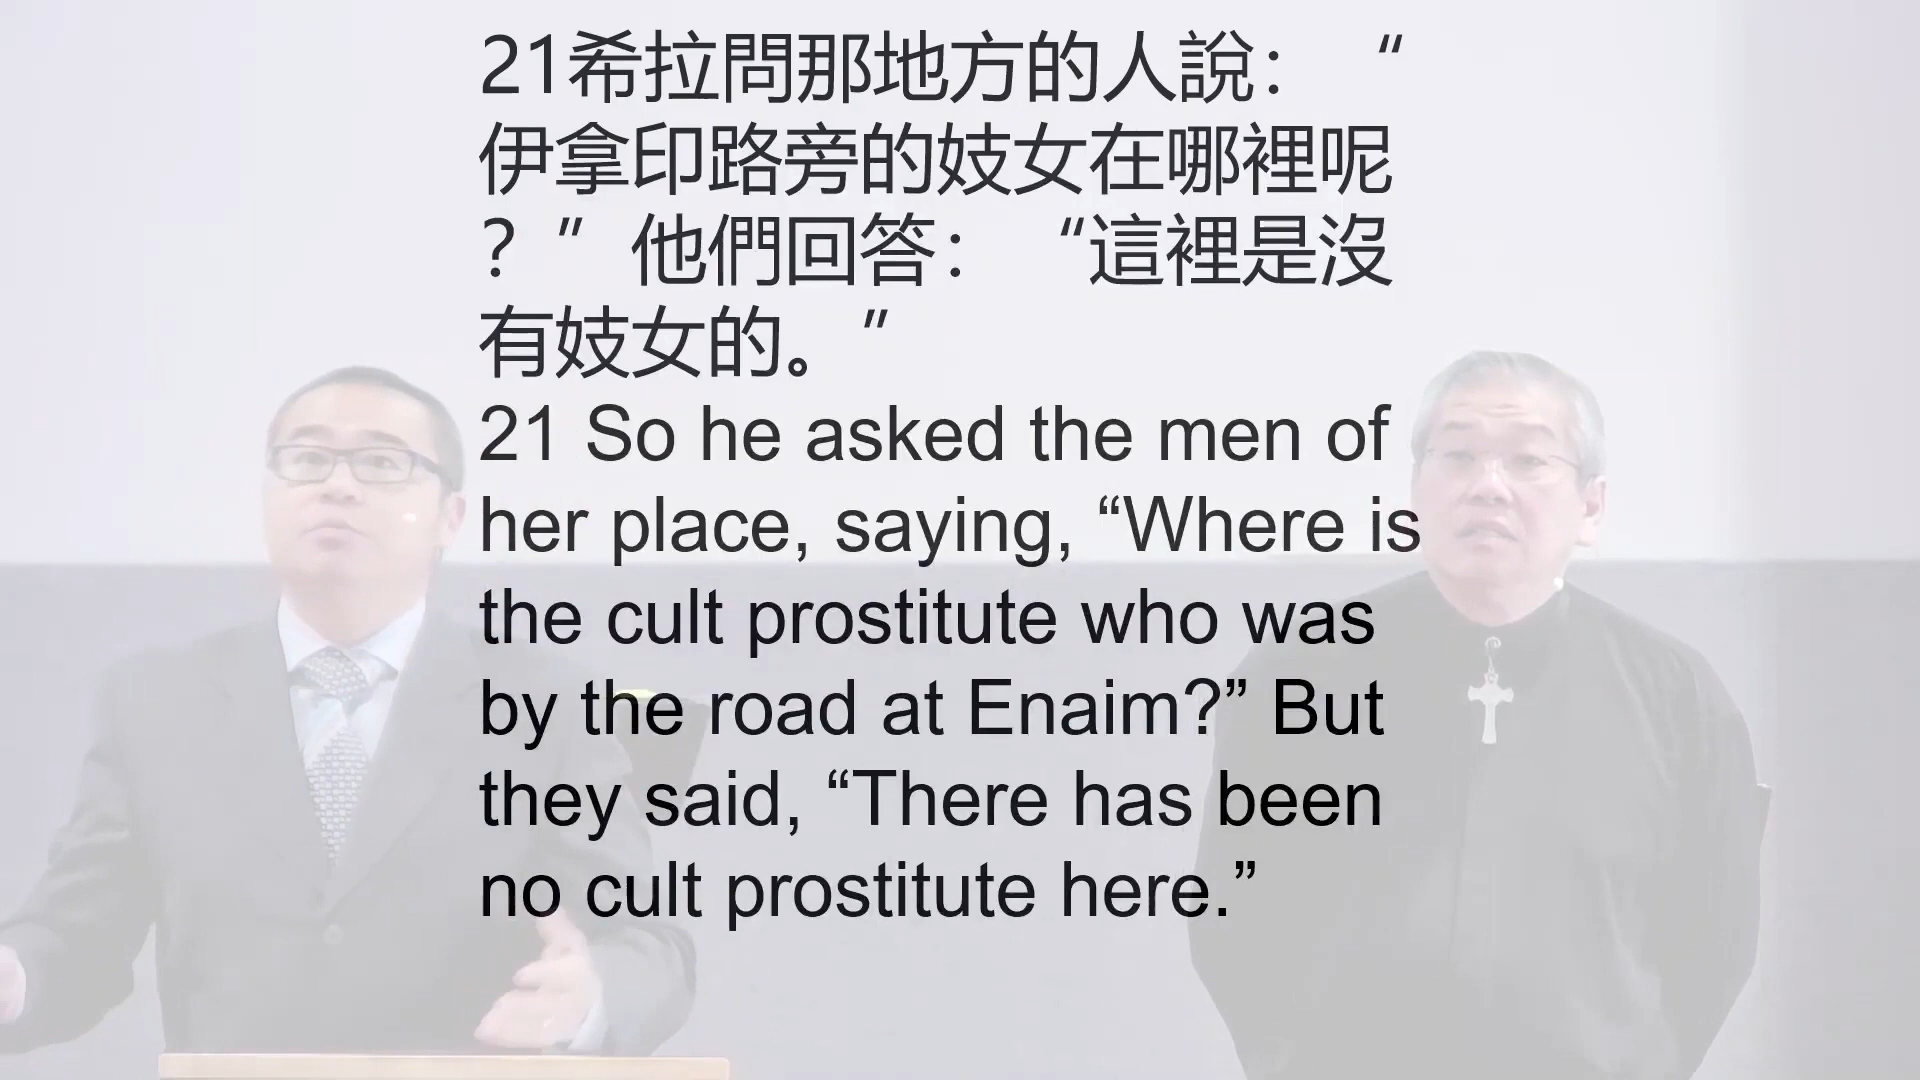 21希拉問那地方的人說：“
伊拿印路旁的妓女在哪裡呢
？”他們回答：“這裡是沒
有妓女的。”
21 So he asked the men of
her place, saying, “Where is
the cult prostitute who was
by the road at Enaim?” But
they said, “There has been
no cult prostitute here.”